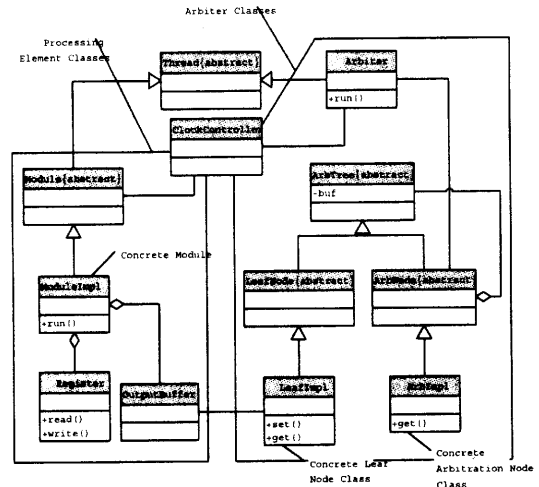 Arbiter Classes
Processing
Element Classes
Thread{abstract}
Arbiter
+run()
ClockController
Module{abstract}
ArbTree{abstract}
-buf
Concrete Module
ModuleImpl
+run()
LeafNode{abstract}
ArbNode{abstract
Register
+read()
+write()
OutputBuffer
LeafImpl
+set()
+get()
ArbImpl
+get()
Concrete Leaf
Node Class
Concrete
Arbitration Node
Class